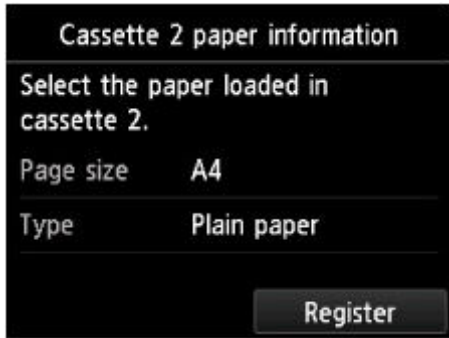 Cassette 2 paper information
Select the paper loaded in
cassette 2.
Page size A4
Type Plain paper
Register